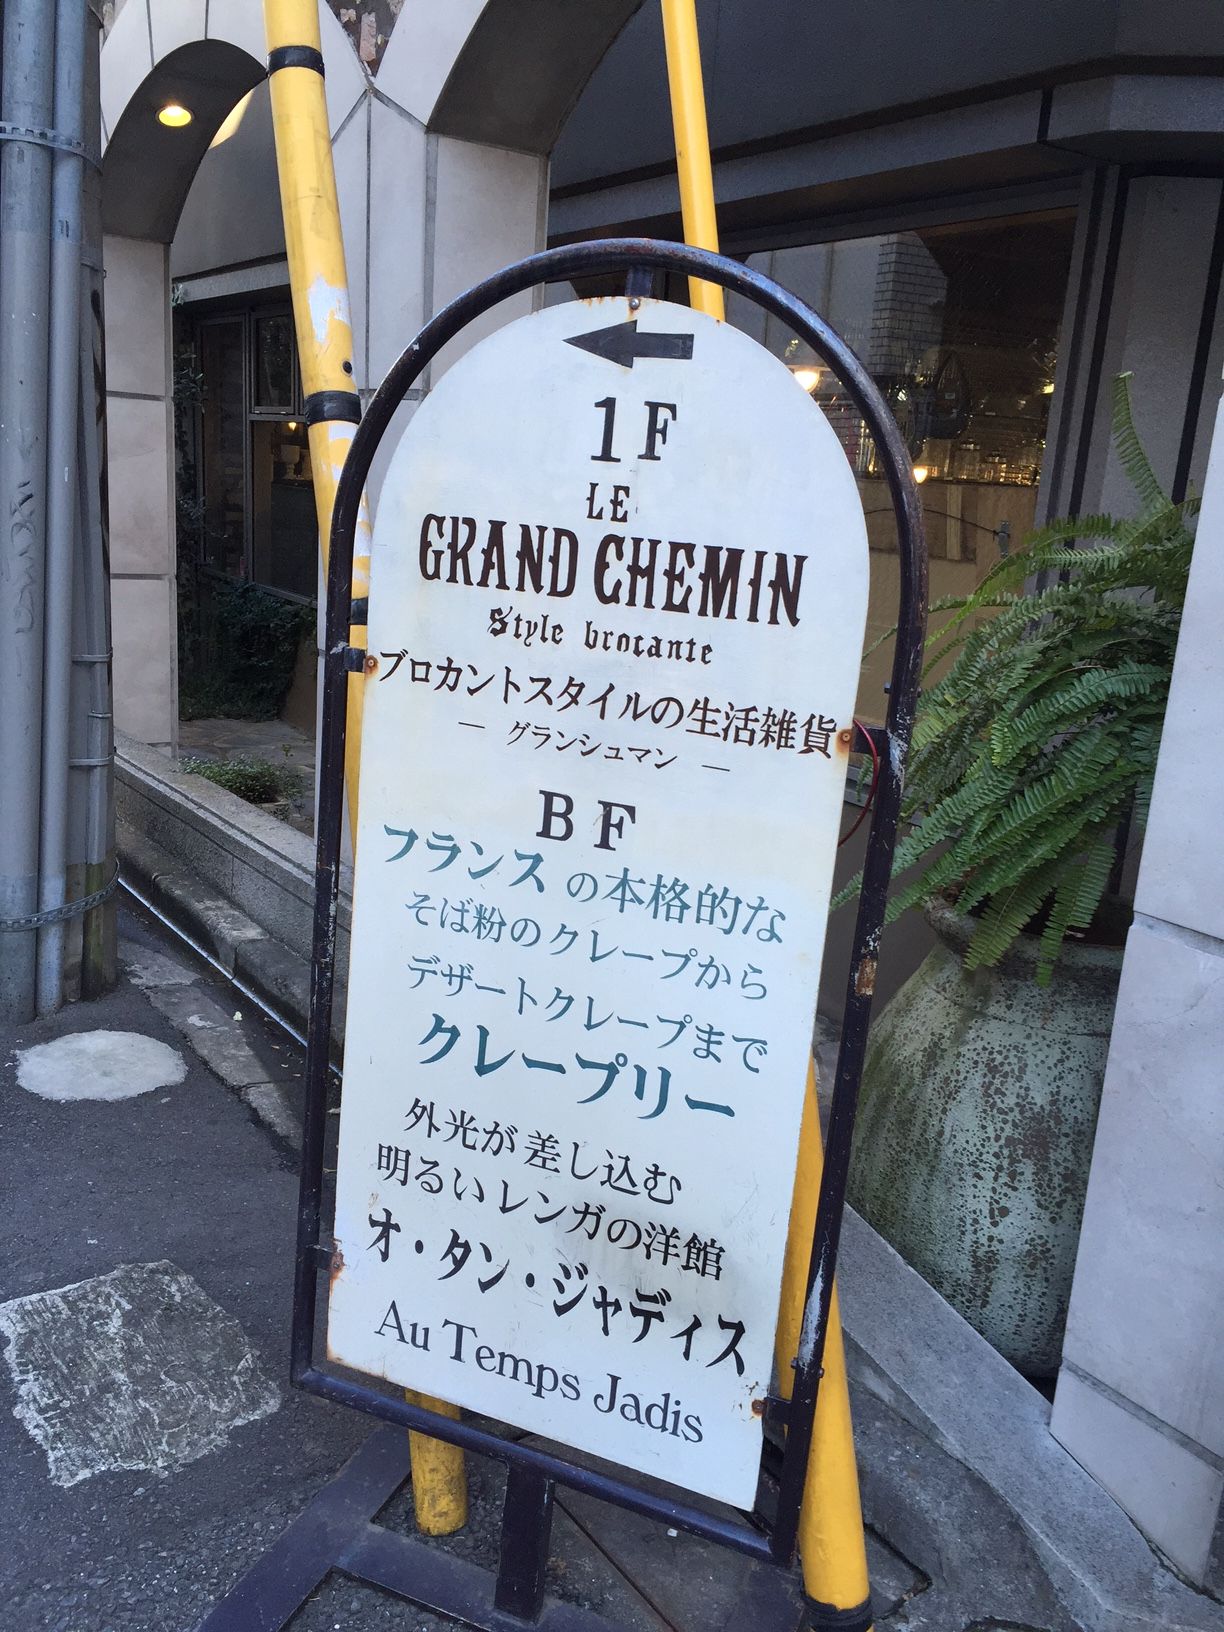 1F
LE
GRAND CHEMIN
Style brocante
ブロカントスタイルの生活雑貨
― グランシュマン ―
BF
フランスの本格的な
そば粉のクレープから
デザートクレープまで
クレープリー
外光が差し込む
明るいレンガの洋館
オ・タン・ジャディス
Au Temps Jadis